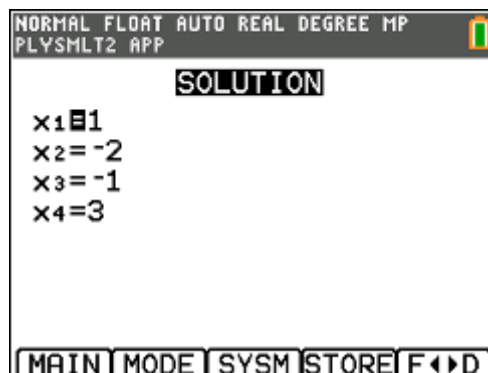 NORMAL FLOAT AUTO REAL DEGREE MP
PLYSMLT2 APP
SOLUTION
x₁=1
x₂=⁻2
x₃=⁻1
x₄=3
MAIN MODE SYSM STORE F◄►D